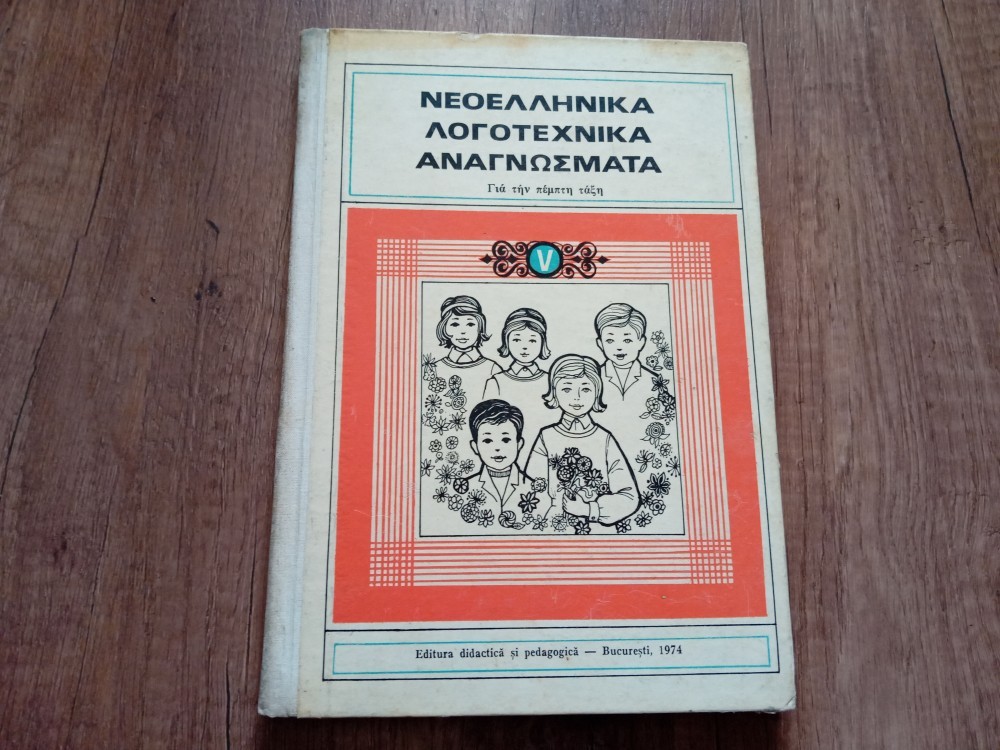 ΝΕΟΕΛΛΗΝΙΚΑ
ΛΟΓΟΤΕΧΝΙΚΑ
ΑΝΑΓΝΩΣΜΑΤΑ
Γιά τήν πέμπτη τάξη
V
Editura didactică și pedagogică — București, 1974